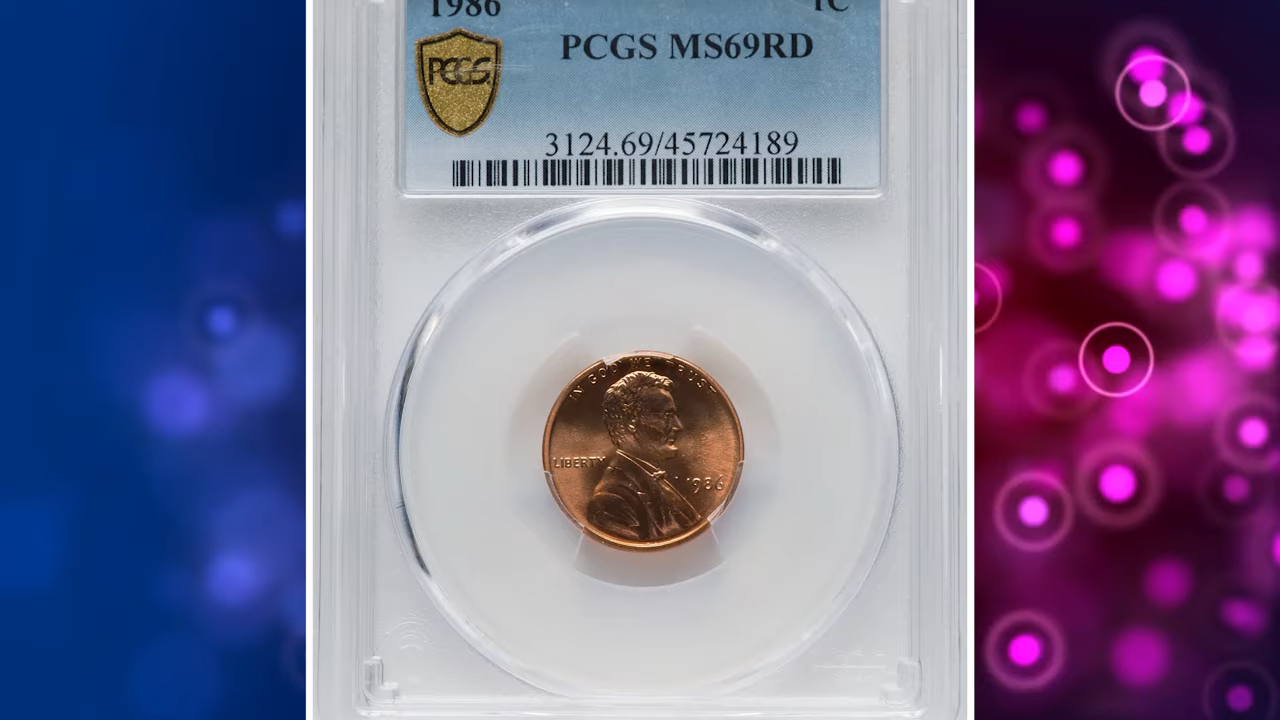 1986 1C
PCGS MS69RD
PCGS
3124.69/45724189
IN GOD WE TRUST
LIBERTY
1986